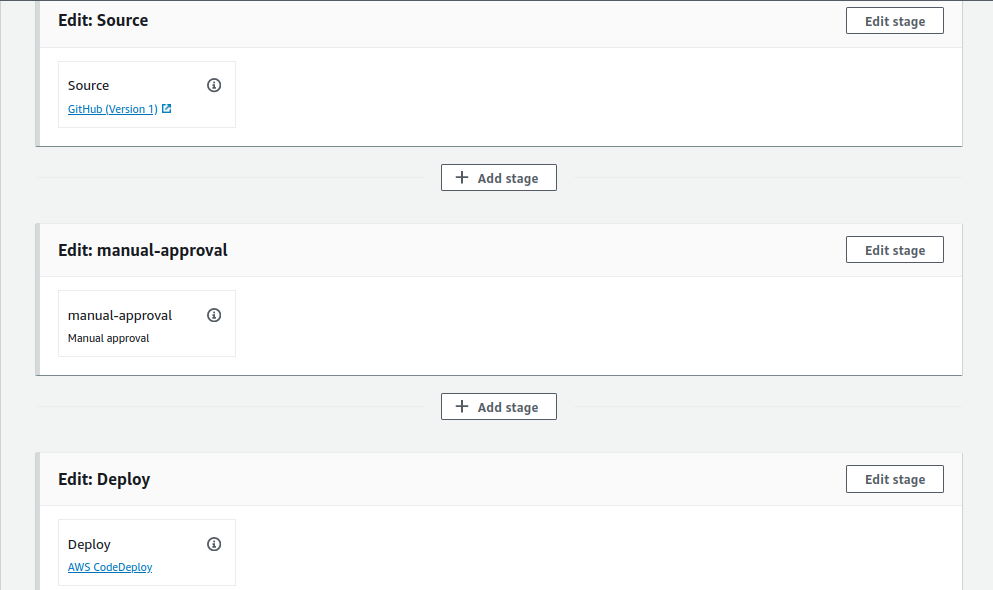 Edit: Source
Edit stage
Source
GitHub (Version 1)
Add stage
Edit: manual-approval
Edit stage
manual-approval
Manual approval
Add stage
Edit: Deploy
Edit stage
Deploy
AWS CodeDeploy